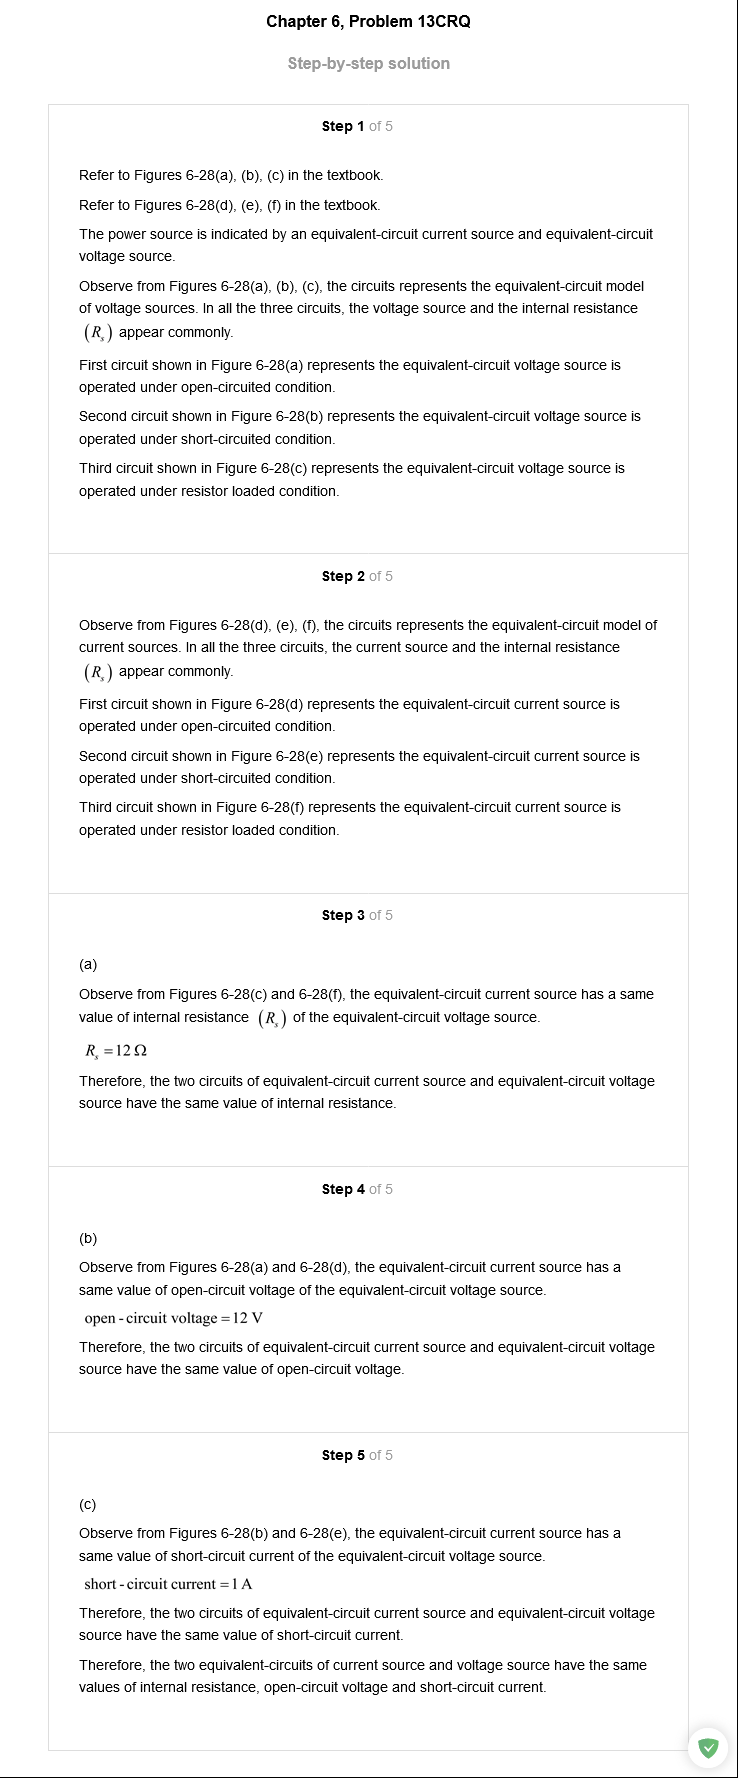 Chapter 6, Problem 13CRQ
Step-by-step solution
Step 1 of 5
Refer to Figures 6-28(a), (b), (c) in the textbook.
Refer to Figures 6-28(d), (e), (f) in the textbook.
The power source is indicated by an equivalent-circuit current source and equivalent-circuit
voltage source.
Observe from Figures 6-28(a), (b), (c), the circuits represents the equivalent-circuit model
of voltage sources. In all the three circuits, the voltage source and the internal resistance
(Rₛ) appear commonly.
First circuit shown in Figure 6-28(a) represents the equivalent-circuit voltage source is
operated under open-circuited condition.
Second circuit shown in Figure 6-28(b) represents the equivalent-circuit voltage source is
operated under short-circuited condition.
Third circuit shown in Figure 6-28(c) represents the equivalent-circuit voltage source is
operated under resistor loaded condition.
Step 2 of 5
Observe from Figures 6-28(d), (e), (f), the circuits represents the equivalent-circuit model of
current sources. In all the three circuits, the current source and the internal resistance
(Rₛ) appear commonly.
First circuit shown in Figure 6-28(d) represents the equivalent-circuit current source is
operated under open-circuited condition.
Second circuit shown in Figure 6-28(e) represents the equivalent-circuit current source is
operated under short-circuited condition.
Third circuit shown in Figure 6-28(f) represents the equivalent-circuit current source is
operated under resistor loaded condition.
Step 3 of 5
(a)
Observe from Figures 6-28(c) and 6-28(f), the equivalent-circuit current source has a same
value of internal resistance (Rₛ) of the equivalent-circuit voltage source.
Rₛ = 12 Ω
Therefore, the two circuits of equivalent-circuit current source and equivalent-circuit voltage
source have the same value of internal resistance.
Step 4 of 5
(b)
Observe from Figures 6-28(a) and 6-28(d), the equivalent-circuit current source has a
same value of open-circuit voltage of the equivalent-circuit voltage source.
open - circuit voltage = 12 V
Therefore, the two circuits of equivalent-circuit current source and equivalent-circuit voltage
source have the same value of open-circuit voltage.
Step 5 of 5
(c)
Observe from Figures 6-28(b) and 6-28(e), the equivalent-circuit current source has a
same value of short-circuit current of the equivalent-circuit voltage source.
short - circuit current = 1 A
Therefore, the two circuits of equivalent-circuit current source and equivalent-circuit voltage
source have the same value of short-circuit current.
Therefore, the two equivalent-circuits of current source and voltage source have the same
values of internal resistance, open-circuit voltage and short-circuit current.